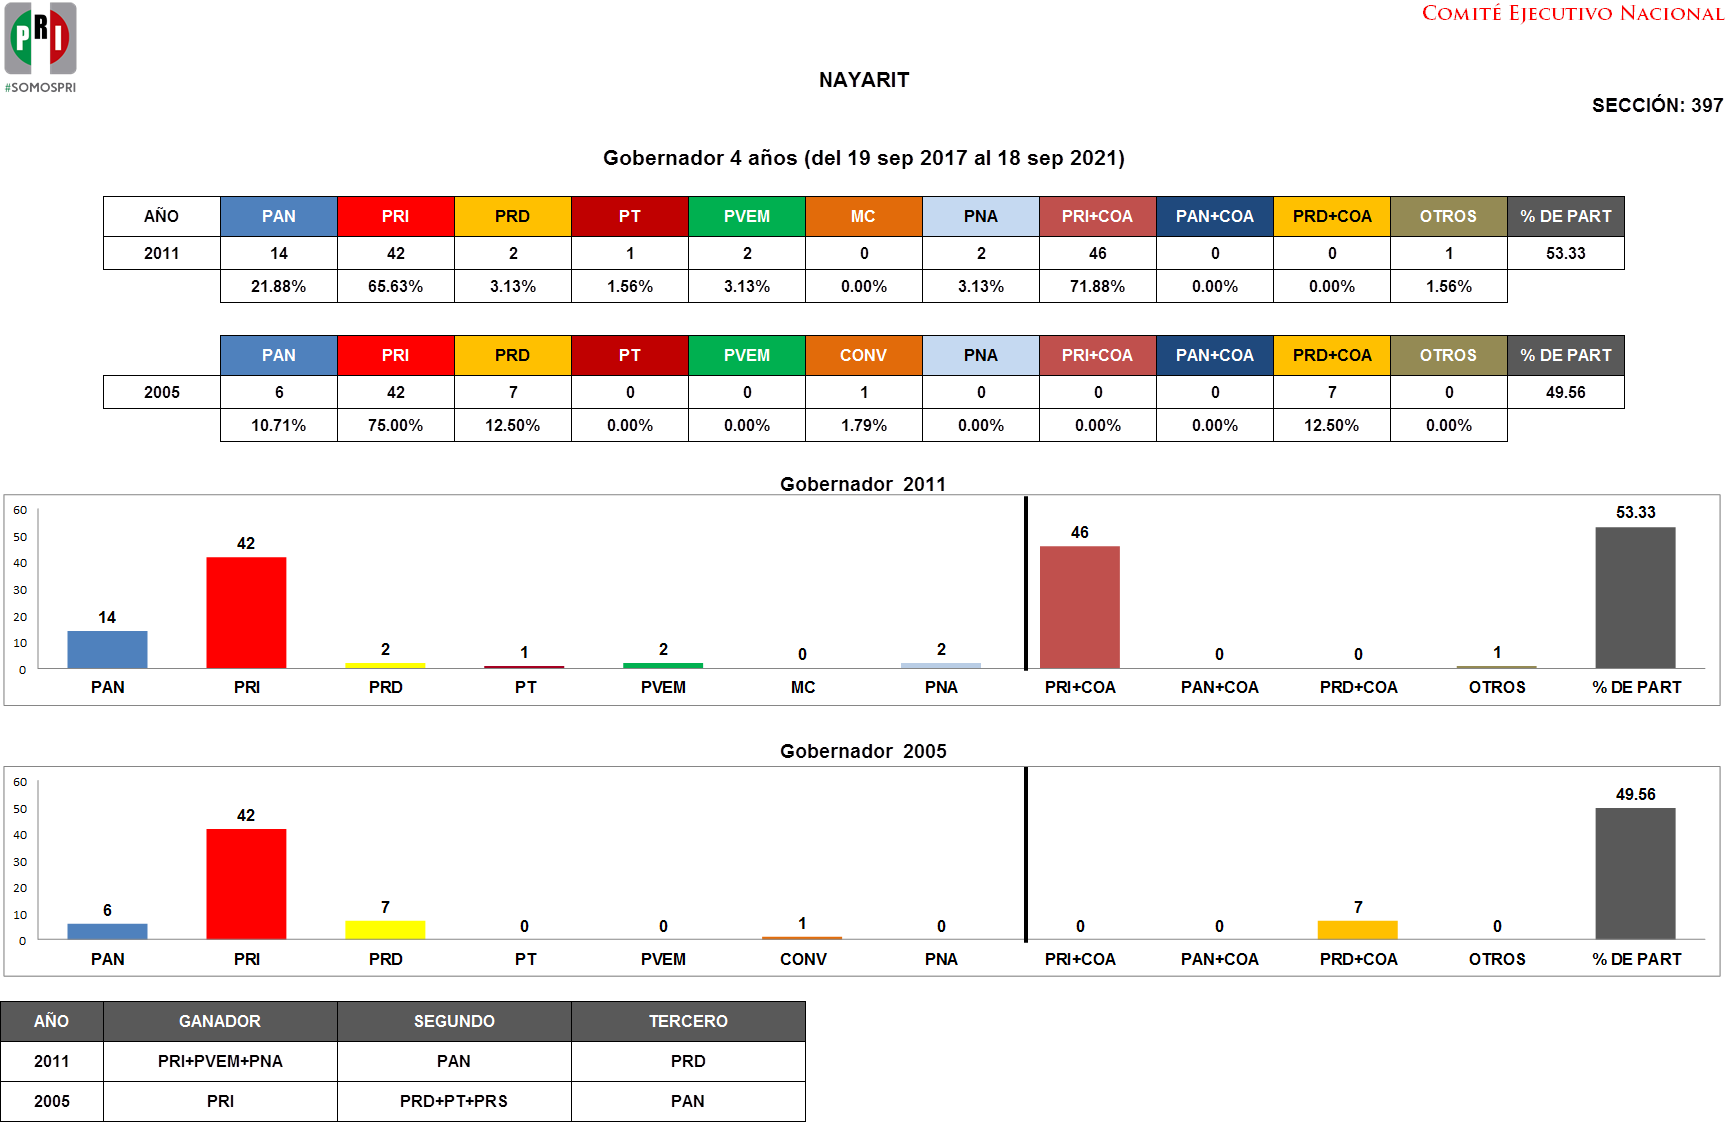 PRI
#SOMOSPRI
COMITÉ EJECUTIVO NACIONAL
NAYARIT
SECCIÓN: 397
Gobernador 4 años (del 19 sep 2017 al 18 sep 2021)
AÑO PAN PRI PRD PT PVEM MC PNA PRI+COA PAN+COA PRD+COA OTROS % DE PART
2011 14 42 2 1 2 0 2 46 0 0 1 53.33
21.88% 65.63% 3.13% 1.56% 3.13% 0.00% 3.13% 71.88% 0.00% 0.00% 1.56%
PAN PRI PRD PT PVEM CONV PNA PRI+COA PAN+COA PRD+COA OTROS % DE PART
2005 6 42 7 0 0 1 0 0 0 7 0 49.56
10.71% 75.00% 12.50% 0.00% 0.00% 1.79% 0.00% 0.00% 0.00% 12.50% 0.00%
Gobernador 2011
60
50
40
30
20
10
0
14 42 2 1 2 0 2 46 0 0 1 53.33
PAN PRI PRD PT PVEM MC PNA PRI+COA PAN+COA PRD+COA OTROS % DE PART
Gobernador 2005
60
50
40
30
20
10
0
6 42 7 0 0 1 0 0 0 7 0 49.56
PAN PRI PRD PT PVEM CONV PNA PRI+COA PAN+COA PRD+COA OTROS % DE PART
AÑO GANADOR SEGUNDO TERCERO
2011 PRI+PVEM+PNA PAN PRD
2005 PRI PRD+PT+PRS PAN